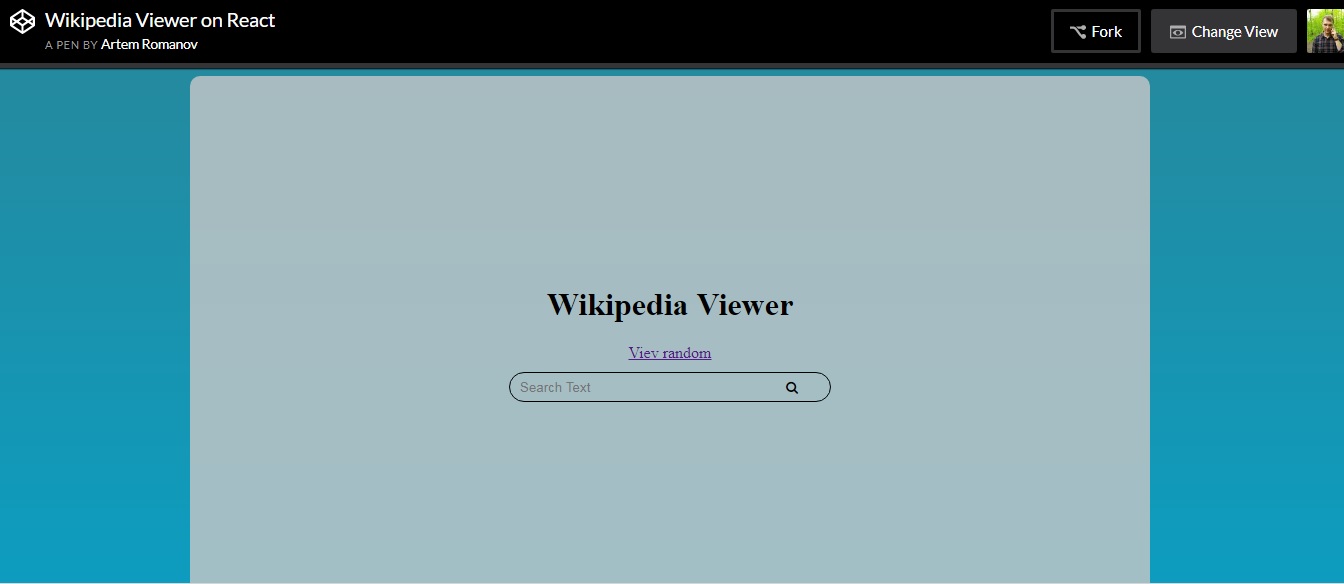 Wikipedia Viewer on React
A PEN BY Artem Romanov
Fork
Change View
Wikipedia Viewer
Viev random
Search Text